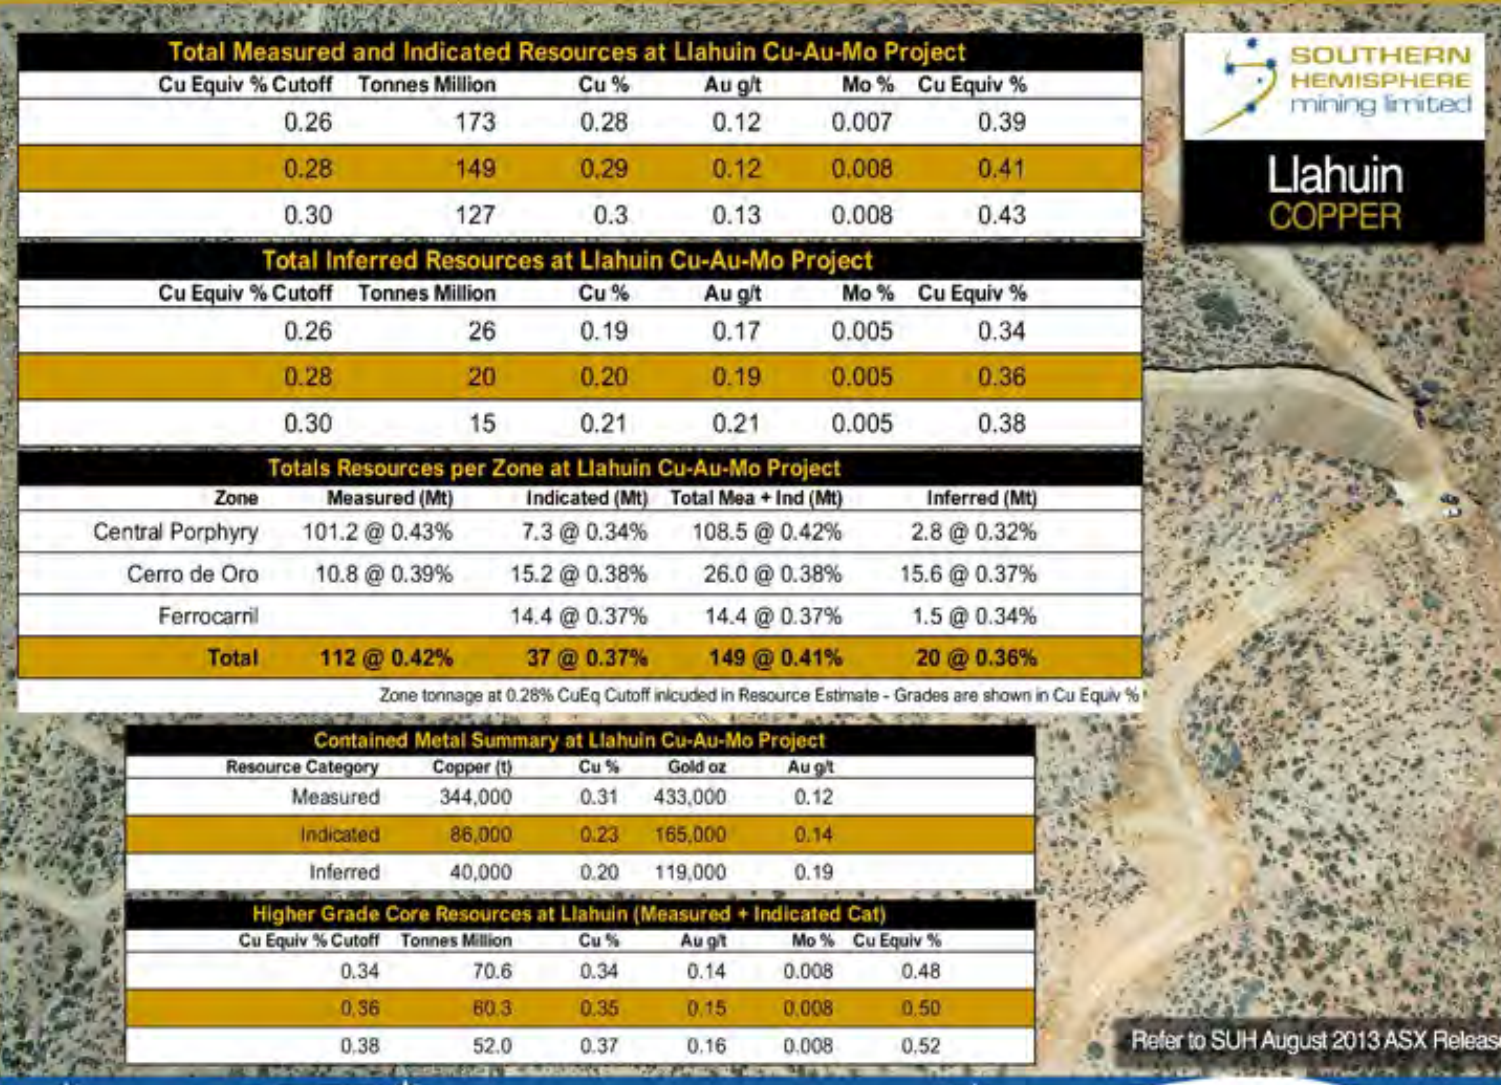 Total Measured and Indicated Resources at Llahuin Cu-Au-Mo Project
Cu Equiv % Cutoff Tonnes Million Cu % Au g/t Mo % Cu Equiv %
0.26 173 0.28 0.12 0.007 0.39
0.28 149 0.29 0.12 0.008 0.41
0.30 127 0.3 0.13 0.008 0.43
Total Inferred Resources at Llahuin Cu-Au-Mo Project
Cu Equiv % Cutoff Tonnes Million Cu % Au g/t Mo % Cu Equiv %
0.26 26 0.19 0.17 0.005 0.34
0.28 20 0.20 0.19 0.005 0.36
0.30 15 0.21 0.21 0.005 0.38
Totals Resources per Zone at Llahuin Cu-Au-Mo Project
Zone Measured (Mt) Indicated (Mt) Total Mea + Ind (Mt) Inferred (Mt)
Central Porphyry 101.2 @ 0.43% 7.3 @ 0.34% 108.5 @ 0.42% 2.8 @ 0.32%
Cerro de Oro 10.8 @ 0.39% 15.2 @ 0.38% 26.0 @ 0.38% 15.6 @ 0.37%
Ferrocarril 14.4 @ 0.37% 14.4 @ 0.37% 1.5 @ 0.34%
Total 112 @ 0.42% 37 @ 0.37% 149 @ 0.41% 20 @ 0.36%
Zone tonnage at 0.28% CuEq Cutoff inlcuded in Resource Estimate - Grades are shown in Cu Equiv %
Contained Metal Summary at Llahuin Cu-Au-Mo Project
Resource Category Copper (t) Cu % Gold oz Au g/t
Measured 344,000 0.31 433,000 0.12
Indicated 86,000 0.23 165,000 0.14
Inferred 40,000 0.20 119,000 0.19
Higher Grade Core Resources at Llahuin (Measured + Indicated Cat)
Cu Equiv % Cutoff Tonnes Million Cu % Au g/t Mo % Cu Equiv %
0.34 70.6 0.34 0.14 0.008 0.48
0.36 60.3 0.35 0.15 0.008 0.50
0.38 52.0 0.37 0.16 0.008 0.52
SOUTHERN
HEMISPHERE
mining limited
Llahuin
COPPER
Refer to SUH August 2013 ASX Release